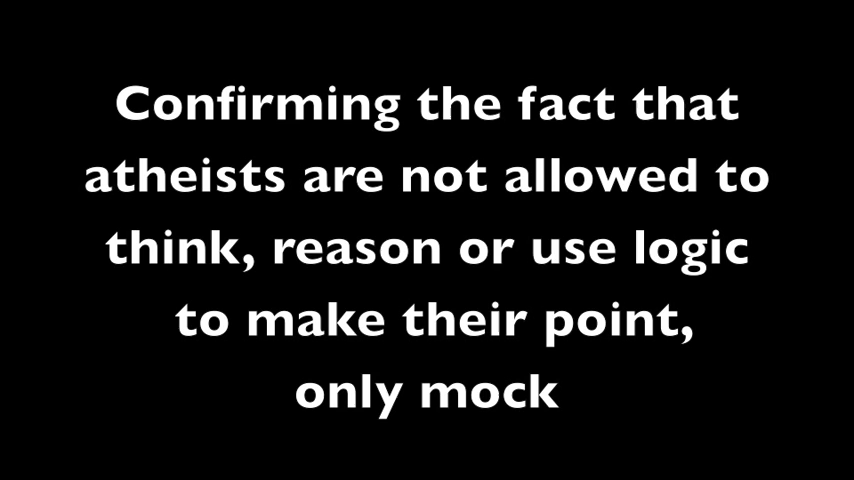 Confirming the fact that
atheists are not allowed to
think, reason or use logic
to make their point,
only mock